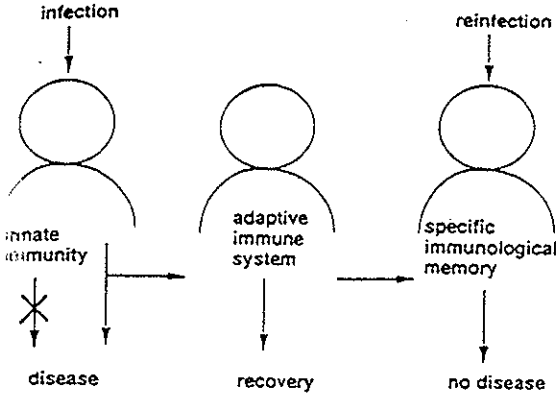 infection
reinfection
innate
immunity
adaptive
immune
system
specific
immunological
memory
disease
recovery
no disease